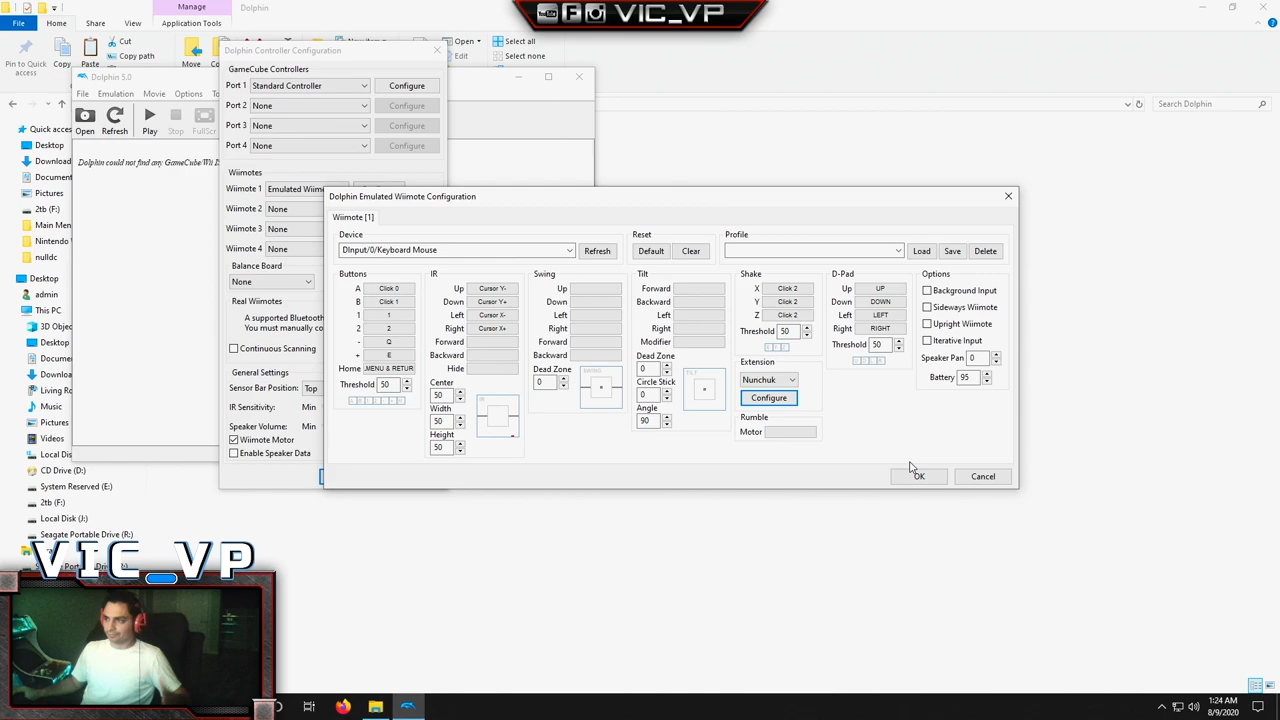 Manage
Dolphin
VIC_VP
File
Home
Share
View
Application Tools
Pin to Quick
access
Copy
Paste
Cut
Copy path
Move
Copy
Open
Edit
Select all
Select none
Search Dolphin
Quick access
Desktop
Pictures
2tb (F:)
nulldc
Desktop
admin
This PC
Desktop
Music
Pictures
Videos
CD Drive (D:)
System Reserved (E:)
2tb (F:)
Local Disk (J:)
Seagate Portable Drive (R:)
Dolphin 5.0
File
Emulation
Movie
Options
Open
Refresh
Play
Stop
Dolphin could not find any GameCube/Wii
Dolphin Controller Configuration
GameCube Controllers
Port 1
Standard Controller
Configure
Port 2
None
Configure
Port 3
None
Configure
Port 4
None
Configure
Wiimotes
Wiimote 1
Emulated
Wiimote 2
None
Wiimote 3
None
Wiimote 4
None
Balance Board
None
Real Wiimotes
A supported
You must manually
Continuous Scanning
General Settings
Sensor Bar Position:
Top
IR Sensitivity:
Min
Speaker Volume:
Min
Wiimote Motor
Enable Speaker Data
Dolphin Emulated Wiimote Configuration
Wiimote [1]
Device
DInput/0/Keyboard Mouse
Refresh
Reset
Default
Clear
Profile
Load
Save
Delete
Buttons
A
Click 0
B
Click 1
1
1
2
2
-
Q
+
E
Home
.MENU & RETUR
Threshold
50
IR
Up
Cursor Y-
Down
Cursor Y+
Left
Cursor X-
Right
Cursor X+
Forward
Backward
Hide
Center
50
Width
50
Height
50
IR
Swing
Up
Down
Left
Right
Forward
Backward
Dead Zone
0
SWING
Tilt
Forward
Backward
Left
Right
Modifier
Dead Zone
0
Circle Stick
0
Angle
90
TILT
Shake
X
Click 2
Y
Click 2
Z
Click 2
Threshold
50
Extension
Nunchuk
Configure
Rumble
Motor
D-Pad
Up
UP
Down
DOWN
Left
LEFT
Right
RIGHT
Threshold
50
Options
Background Input
Sideways Wiimote
Upright Wiimote
Iterative Input
Speaker Pan
0
Battery
95
OK
Cancel
VIC_VP
1:24 AM
8/9/2020